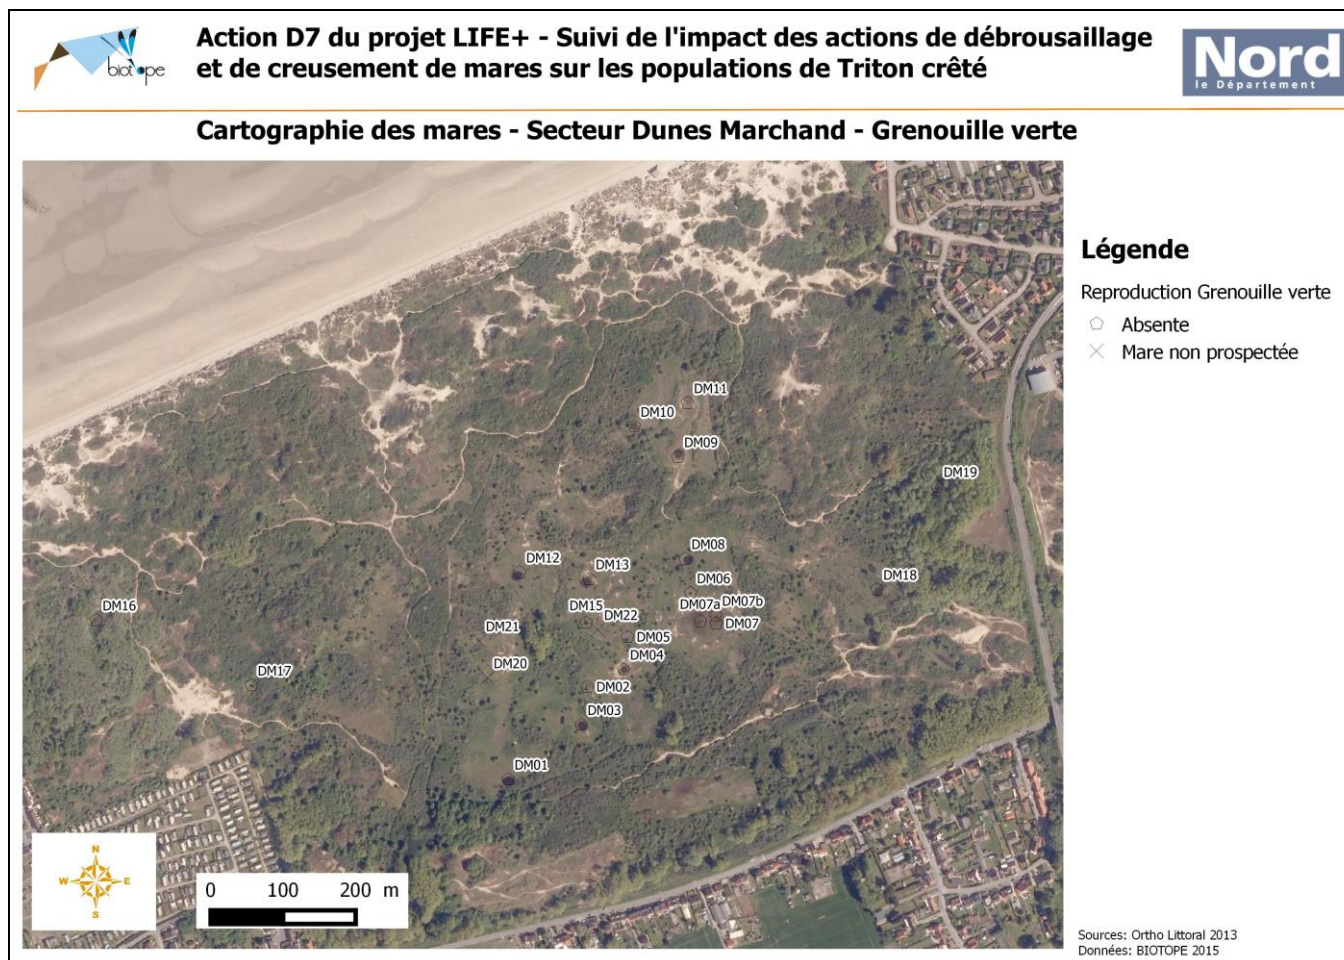 biotope
Action D7 du projet LIFE+ - Suivi de l'impact des actions de débrousaillage
et de creusement de mares sur les populations de Triton crêté
Nord
le Département
Cartographie des mares - Secteur Dunes Marchand - Grenouille verte
Légende
Reproduction Grenouille verte
Absente
Mare non prospectée
DM11
DM10
DM09
DM19
DM08
DM12
DM13
DM06
DM18
DM16
DM15
DM22
DM07a
DM07b
DM07
DM21
DM05
DM20
DM04
DM17
DM02
DM03
DM01
N
W
E
S
0 100 200 m
Sources: Ortho Littoral 2013
Données: BIOTOPE 2015